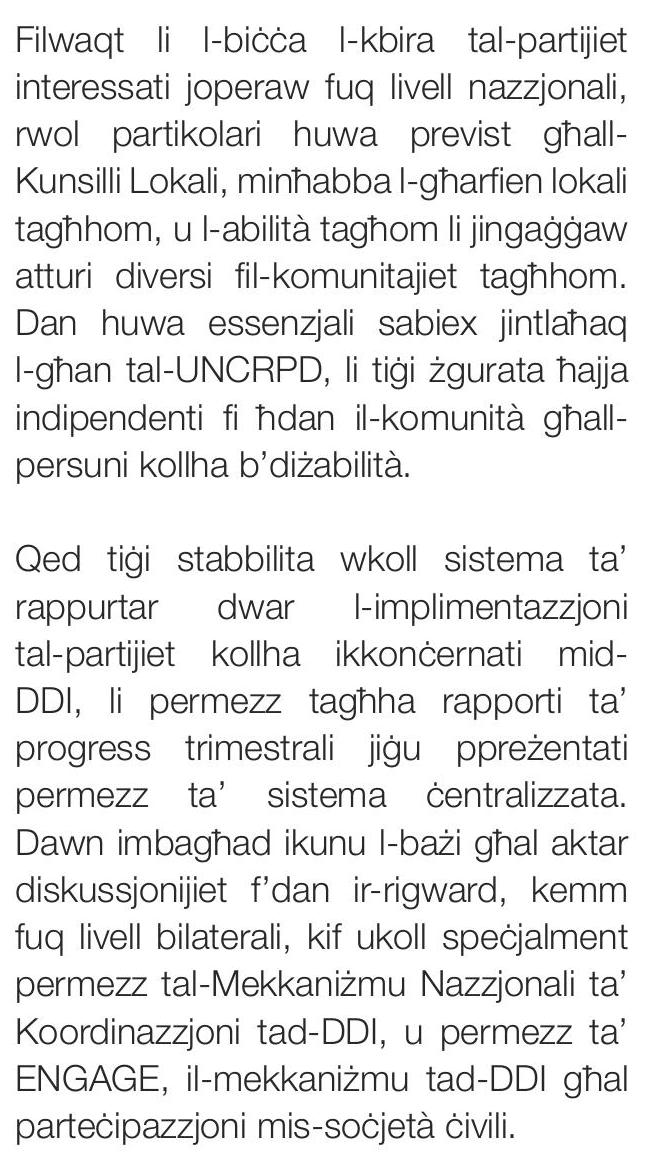 Filwaqt li l-biċċa l-kbira tal-partijiet
interessati joperaw fuq livell nazzjonali,
rwol partikolari huwa previst għall-
Kunsilli Lokali, minħabba l-għarfien lokali
tagħhom, u l-abilità tagħom li jingaġġaw
atturi diversi fil-komunitajiet tagħhom.
Dan huwa essenzjali sabiex jintlaħaq
l-għan tal-UNCRPD, li tiġi żgurata ħajja
indipendenti fi ħdan il-komunità għall-
persuni kollha b’diżabilità.

Qed tiġi stabbilita wkoll sistema ta’
rappurtar dwar l-implimentazzjoni
tal-partijiet kollha ikkonċernati mid-
DDI, li permezz tagħha rapporti ta’
progress trimestrali jiġu ppreżentati
permezz ta’ sistema ċentralizzata.
Dawn imbagħad ikunu l-bażi għal aktar
diskussjonijiet f’dan ir-rigward, kemm
fuq livell bilaterali, kif ukoll speċjalment
permezz tal-Mekkaniżmu Nazzjonali ta’
Koordinazzjoni tad-DDI, u permezz ta’
ENGAGE, il-mekkaniżmu tad-DDI għal
parteċipazzjoni mis-soċjetà ċivili.